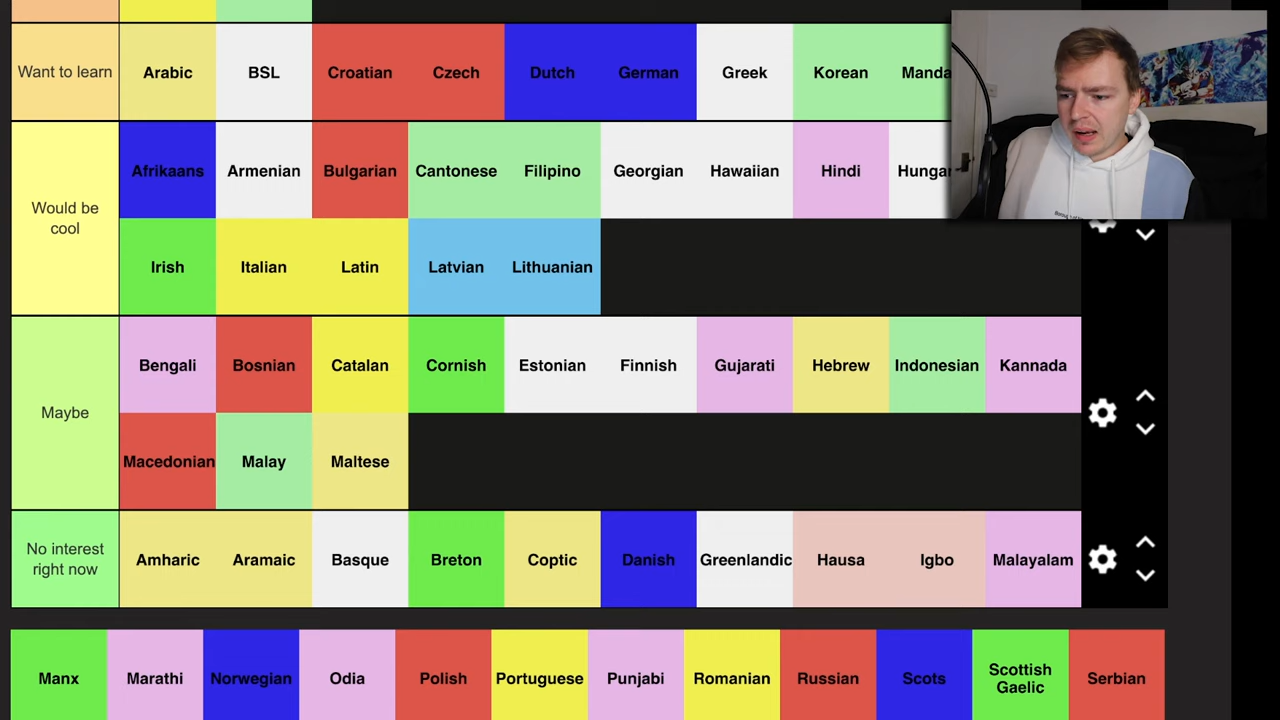 Want to learn
Arabic
BSL
Croatian
Czech
Dutch
German
Greek
Korean
Would be
cool
Afrikaans
Armenian
Bulgarian
Cantonese
Filipino
Georgian
Hawaiian
Hindi
Irish
Italian
Latin
Latvian
Lithuanian
Maybe
Bengali
Bosnian
Catalan
Cornish
Estonian
Finnish
Gujarati
Hebrew
Indonesian
Kannada
Macedonian
Malay
Maltese
No interest
right now
Amharic
Aramaic
Basque
Breton
Coptic
Danish
Greenlandic
Hausa
Igbo
Malayalam
Manx
Marathi
Norwegian
Odia
Polish
Portuguese
Punjabi
Romanian
Russian
Scots
Scottish
Gaelic
Serbian